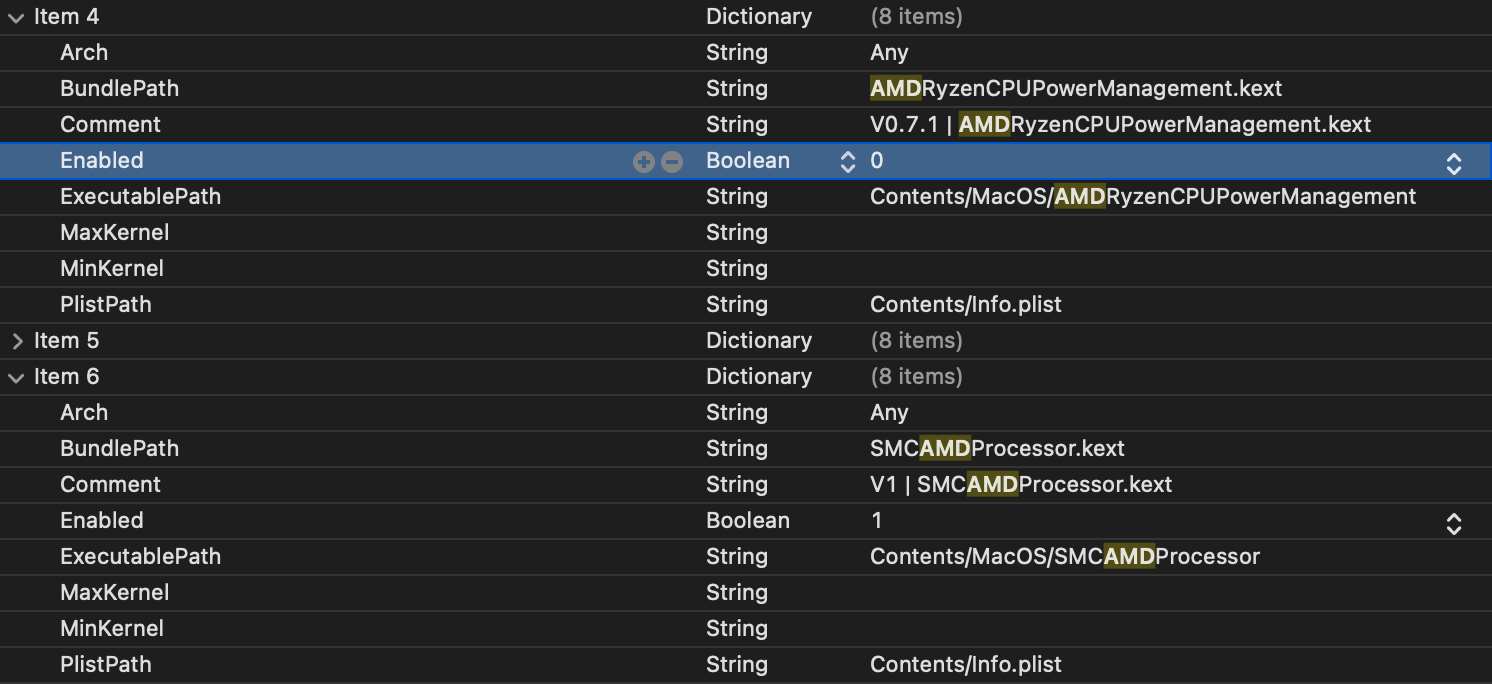 Item 4 Dictionary (8 items)
Arch String Any
BundlePath String AMDRyzenCPUPowerManagement.kext
Comment String V0.7.1 | AMDRyzenCPUPowerManagement.kext
Enabled Boolean 0
ExecutablePath String Contents/MacOS/AMDRyzenCPUPowerManagement
MaxKernel String
MinKernel String
PlistPath String Contents/Info.plist
Item 5 Dictionary (8 items)
Item 6 Dictionary (8 items)
Arch String Any
BundlePath String SMCAMDProcessor.kext
Comment String V1 | SMCAMDProcessor.kext
Enabled Boolean 1
ExecutablePath String Contents/MacOS/SMCAMDProcessor
MaxKernel String
MinKernel String
PlistPath String Contents/Info.plist